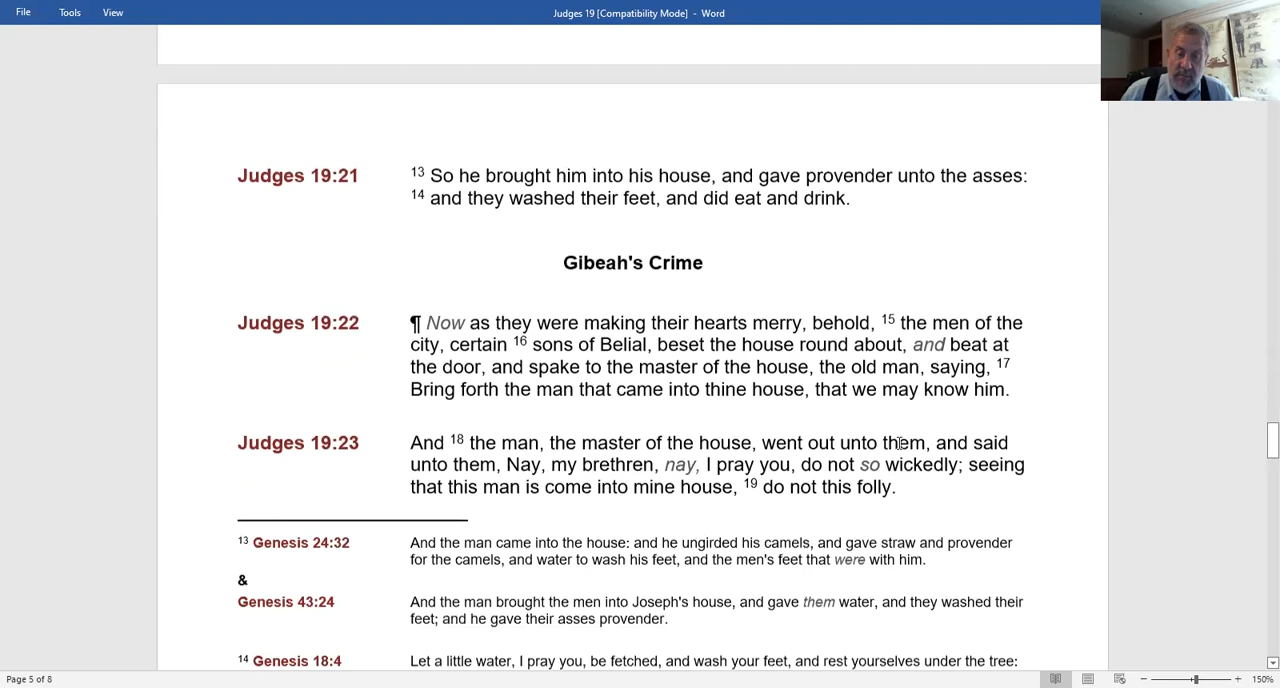 File Tools View Judges 19 [Compatibility Mode] - Word
Judges 19:21 13 So he brought him into his house, and gave provender unto the asses:
14 and they washed their feet, and did eat and drink.
Gibeah's Crime
Judges 19:22 ¶ Now as they were making their hearts merry, behold, 15 the men of the
city, certain 16 sons of Belial, beset the house round about, and beat at
the door, and spake to the master of the house, the old man, saying, 17
Bring forth the man that came into thine house, that we may know him.
Judges 19:23 And 18 the man, the master of the house, went out unto them, and said
unto them, Nay, my brethren, nay, I pray you, do not so wickedly; seeing
that this man is come into mine house, 19 do not this folly.
13 Genesis 24:32 And the man came into the house: and he ungirded his camels, and gave straw and provender
for the camels, and water to wash his feet, and the men's feet that were with him.
&
Genesis 43:24 And the man brought the men into Joseph's house, and gave them water, and they washed their
feet; and he gave their asses provender.
14 Genesis 18:4 Let a little water, I pray you, be fetched, and wash your feet, and rest yourselves under the tree:
Page 5 of 8 150%